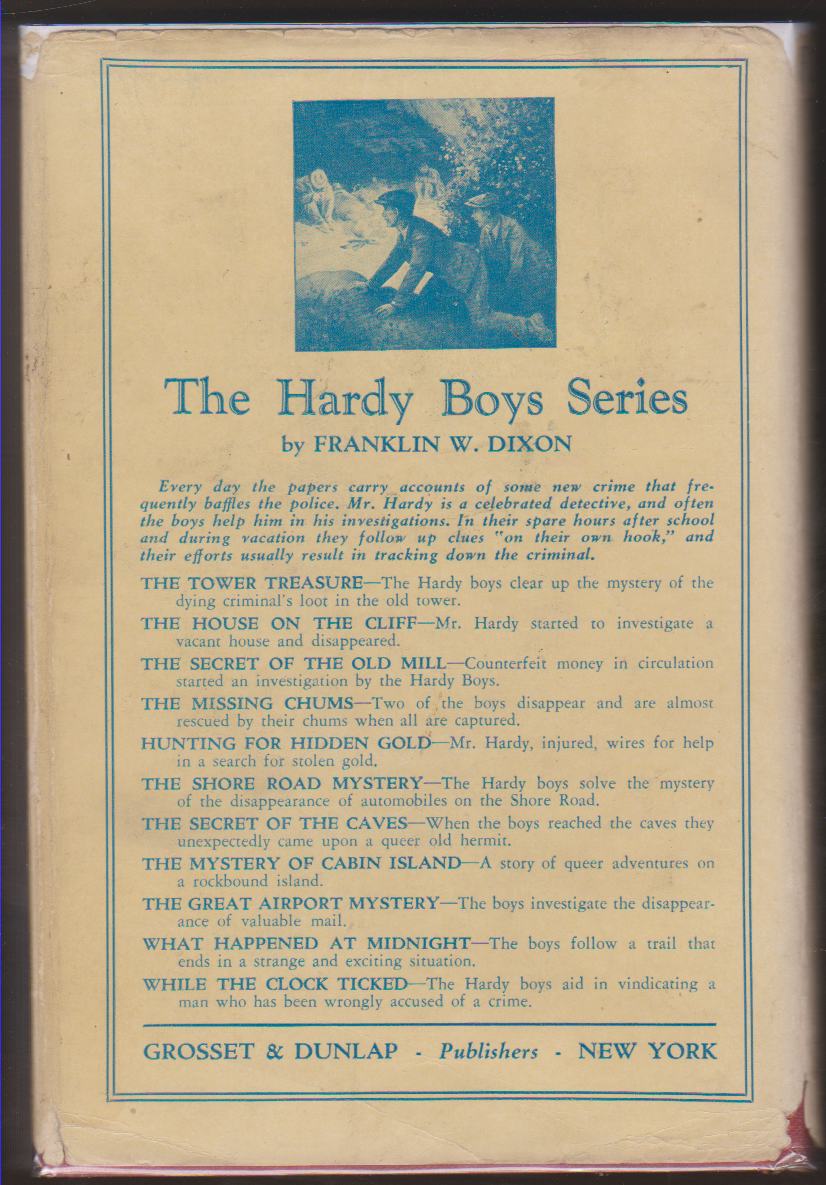 The Hardy Boys Series
by FRANKLIN W. DIXON
Every day the papers carry accounts of some new crime that fre-
quently baffles the police. Mr. Hardy is a celebrated detective, and often
the boys help him in his investigations. In their spare hours after school
and during vacation they follow up clues "on their own hook," and
their efforts usually result in tracking down the criminal.
THE TOWER TREASURE—The Hardy boys clear up the mystery of the
dying criminal's loot in the old tower.
THE HOUSE ON THE CLIFF—Mr. Hardy started to investigate a
vacant house and disappeared.
THE SECRET OF THE OLD MILL—Counterfeit money in circulation
started an investigation by the Hardy Boys.
THE MISSING CHUMS—Two of the boys disappear and are almost
rescued by their chums when all are captured.
HUNTING FOR HIDDEN GOLD—Mr. Hardy, injured, wires for help
in a search for stolen gold.
THE SHORE ROAD MYSTERY—The Hardy boys solve the mystery
of the disappearance of automobiles on the Shore Road.
THE SECRET OF THE CAVES—When the boys reached the caves they
unexpectedly came upon a queer old hermit.
THE MYSTERY OF CABIN ISLAND—A story of queer adventures on
a rockbound island.
THE GREAT AIRPORT MYSTERY—The boys investigate the disappear-
ance of valuable mail.
WHAT HAPPENED AT MIDNIGHT—The boys follow a trail that
ends in a strange and exciting situation.
WHILE THE CLOCK TICKED—The Hardy boys aid in vindicating a
man who has been wrongly accused of a crime.
GROSSET & DUNLAP - Publishers - NEW YORK